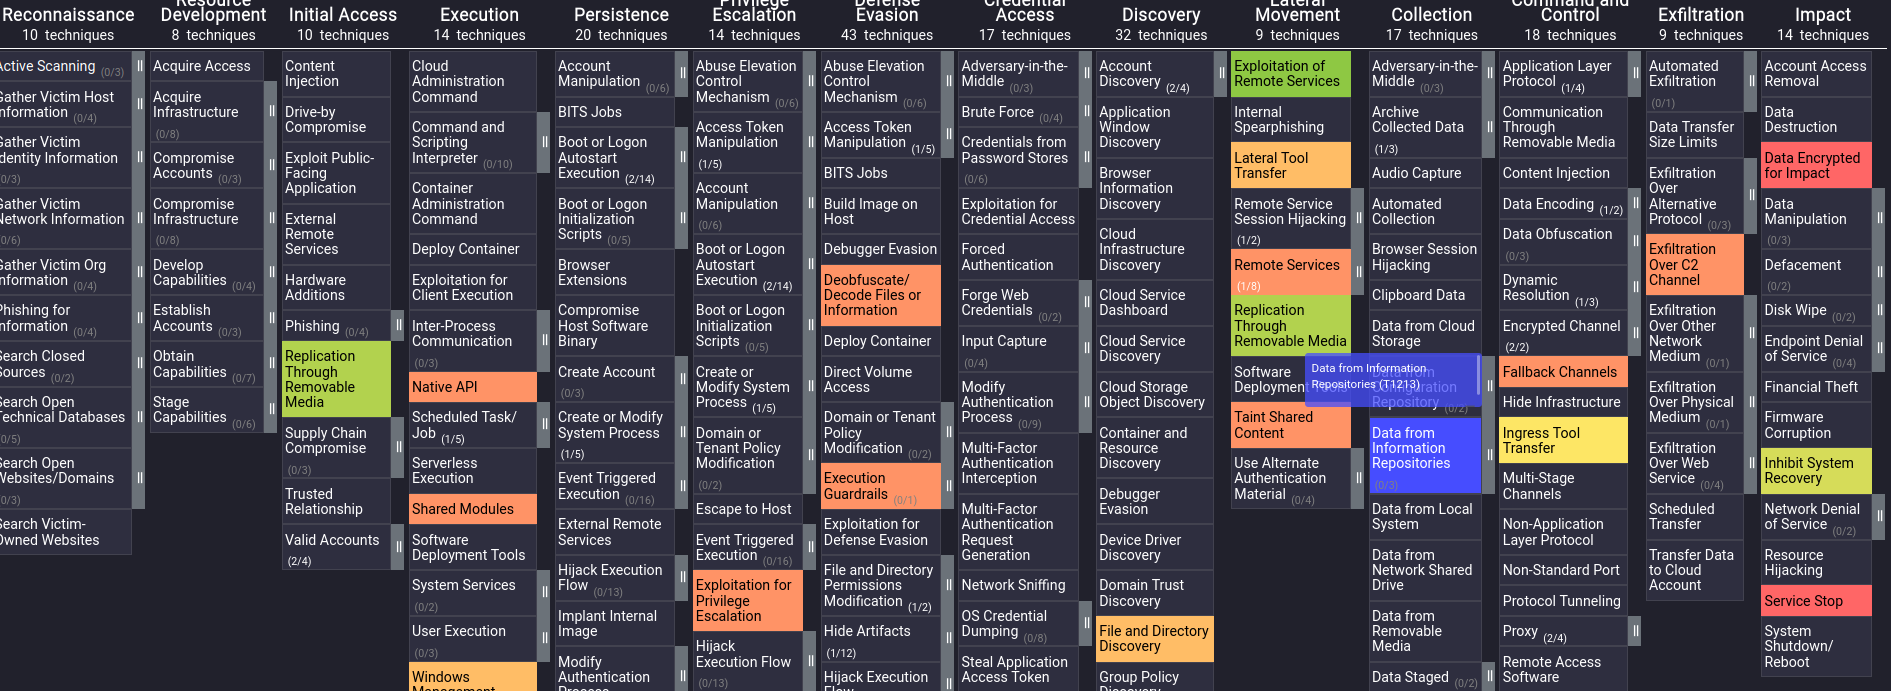 Reconnaissance
10 techniques
Active Scanning (0/3)
Gather Victim Host
Information (0/4)
Gather Victim
Identity Information
(0/3)
Gather Victim
Network Information
(0/6)
Gather Victim Org
Information (0/4)
Phishing for
Information (0/4)
Search Closed
Sources (0/2)
Search Open
Technical Databases
(0/5)
Search Open
Websites/Domains
(0/3)
Search Victim-
Owned Websites
Resource
Development
8 techniques
Acquire Access
Acquire
Infrastructure
(0/8)
Compromise
Accounts (0/3)
Compromise
Infrastructure
(0/8)
Develop
Capabilities (0/4)
Establish
Accounts (0/3)
Obtain
Capabilities (0/7)
Stage
Capabilities (0/6)
Initial Access
10 techniques
Content
Injection
Drive-by
Compromise
Exploit Public-
Facing
Application
External
Remote
Services
Hardware
Additions
Phishing (0/4)
Replication
Through
Removable
Media
Supply Chain
Compromise
(0/3)
Trusted
Relationship
Valid Accounts
(2/4)
Execution
14 techniques
Cloud
Administration
Command
Command and
Scripting
Interpreter (0/10)
Container
Administration
Command
Deploy Container
Exploitation for
Client Execution
Inter-Process
Communication
(0/3)
Native API
Scheduled Task/
Job (1/5)
Serverless
Execution
Shared Modules
Software
Deployment Tools
System Services
(0/2)
User Execution
(0/3)
Windows
Management
Persistence
20 techniques
Account
Manipulation (0/6)
BITS Jobs
Boot or Logon
Autostart
Execution (2/14)
Boot or Logon
Initialization
Scripts (0/5)
Browser
Extensions
Compromise
Host Software
Binary
Create Account
(0/3)
Create or Modify
System Process
(1/5)
Event Triggered
Execution (0/16)
External Remote
Services
Hijack Execution
Flow (0/13)
Implant Internal
Image
Modify
Authentication
Process
Privilege
Escalation
14 techniques
Abuse Elevation
Control
Mechanism (0/6)
Access Token
Manipulation
(1/5)
Account
Manipulation
(0/6)
Boot or Logon
Autostart
Execution (2/14)
Boot or Logon
Initialization
Scripts (0/5)
Create or
Modify System
Process (1/5)
Domain or
Tenant Policy
Modification
(0/2)
Escape to Host
Event Triggered
Execution (0/16)
Exploitation for
Privilege
Escalation
Hijack
Execution Flow
(0/13)
Defense
Evasion
43 techniques
Abuse Elevation
Control
Mechanism (0/6)
Access Token
Manipulation (1/5)
BITS Jobs
Build Image on
Host
Debugger Evasion
Deobfuscate/
Decode Files or
Information
Deploy Container
Direct Volume
Access
Domain or Tenant
Policy
Modification (0/2)
Execution
Guardrails (0/1)
Exploitation for
Defense Evasion
File and Directory
Permissions
Modification (1/2)
Hide Artifacts
(1/12)
Hijack Execution
Flow
Credential
Access
17 techniques
Adversary-in-the-
Middle (0/3)
Brute Force (0/4)
Credentials from
Password Stores
(0/6)
Exploitation for
Credential Access
Forced
Authentication
Forge Web
Credentials (0/2)
Input Capture
(0/4)
Modify
Authentication
Process (0/9)
Multi-Factor
Authentication
Interception
Multi-Factor
Authentication
Request
Generation
Network Sniffing
OS Credential
Dumping (0/8)
Steal Application
Access Token
Discovery
32 techniques
Account
Discovery (2/4)
Application
Window
Discovery
Browser
Information
Discovery
Cloud
Infrastructure
Discovery
Cloud Service
Dashboard
Cloud Service
Discovery
Cloud Storage
Object Discovery
Container and
Resource
Discovery
Debugger
Evasion
Device Driver
Discovery
Domain Trust
Discovery
File and Directory
Discovery
Group Policy
Discovery
Lateral
Movement
9 techniques
Exploitation of
Remote Services
Internal
Spearphishing
Lateral Tool
Transfer
Remote Service
Session Hijacking
(1/2)
Remote Services
(1/8)
Replication
Through
Removable Media
Software
Deployment Tools
Taint Shared
Content
Use Alternate
Authentication
Material (0/4)
Collection
17 techniques
Adversary-in-the-
Middle (0/3)
Archive
Collected Data
(1/3)
Audio Capture
Automated
Collection
Browser Session
Hijacking
Clipboard Data
Data from Cloud
Storage
Data from Information
Repositories (T1213)
Data from
Configuration
Repository (0/2)
Data from
Information
Repositories
(0/3)
Data from Local
System
Data from
Network Shared
Drive
Data from
Removable
Media
Data Staged (0/2)
Command and
Control
18 techniques
Application Layer
Protocol (1/4)
Communication
Through
Removable Media
Content Injection
Data Encoding (1/2)
Data Obfuscation
(0/3)
Dynamic
Resolution (1/3)
Encrypted Channel
(2/2)
Fallback Channels
Hide Infrastructure
Ingress Tool
Transfer
Multi-Stage
Channels
Non-Application
Layer Protocol
Non-Standard Port
Protocol Tunneling
Proxy (2/4)
Remote Access
Software
Exfiltration
9 techniques
Automated
Exfiltration
(0/1)
Data Transfer
Size Limits
Exfiltration
Over
Alternative
Protocol (0/3)
Exfiltration
Over C2
Channel
Exfiltration
Over Other
Network
Medium (0/1)
Exfiltration
Over Physical
Medium (0/1)
Exfiltration
Over Web
Service (0/4)
Scheduled
Transfer
Transfer Data
to Cloud
Account
Impact
14 techniques
Account Access
Removal
Data
Destruction
Data Encrypted
for Impact
Data
Manipulation
(0/3)
Defacement
(0/2)
Disk Wipe (0/2)
Endpoint Denial
of Service (0/4)
Financial Theft
Firmware
Corruption
Inhibit System
Recovery
Network Denial
of Service (0/2)
Resource
Hijacking
Service Stop
System
Shutdown/
Reboot